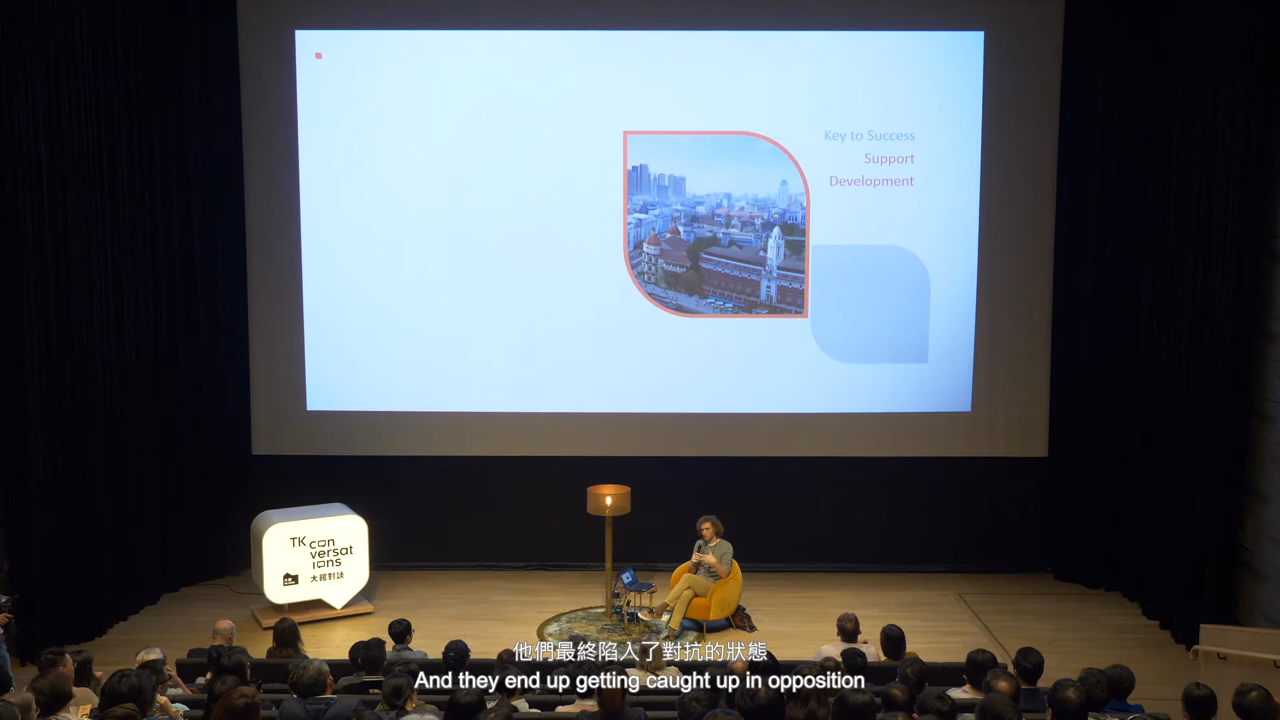 Key to Success
Support
Development
TK con
versat
ions
大館對談
他們最終陷入了對抗的狀態
And they end up getting caught up in opposition